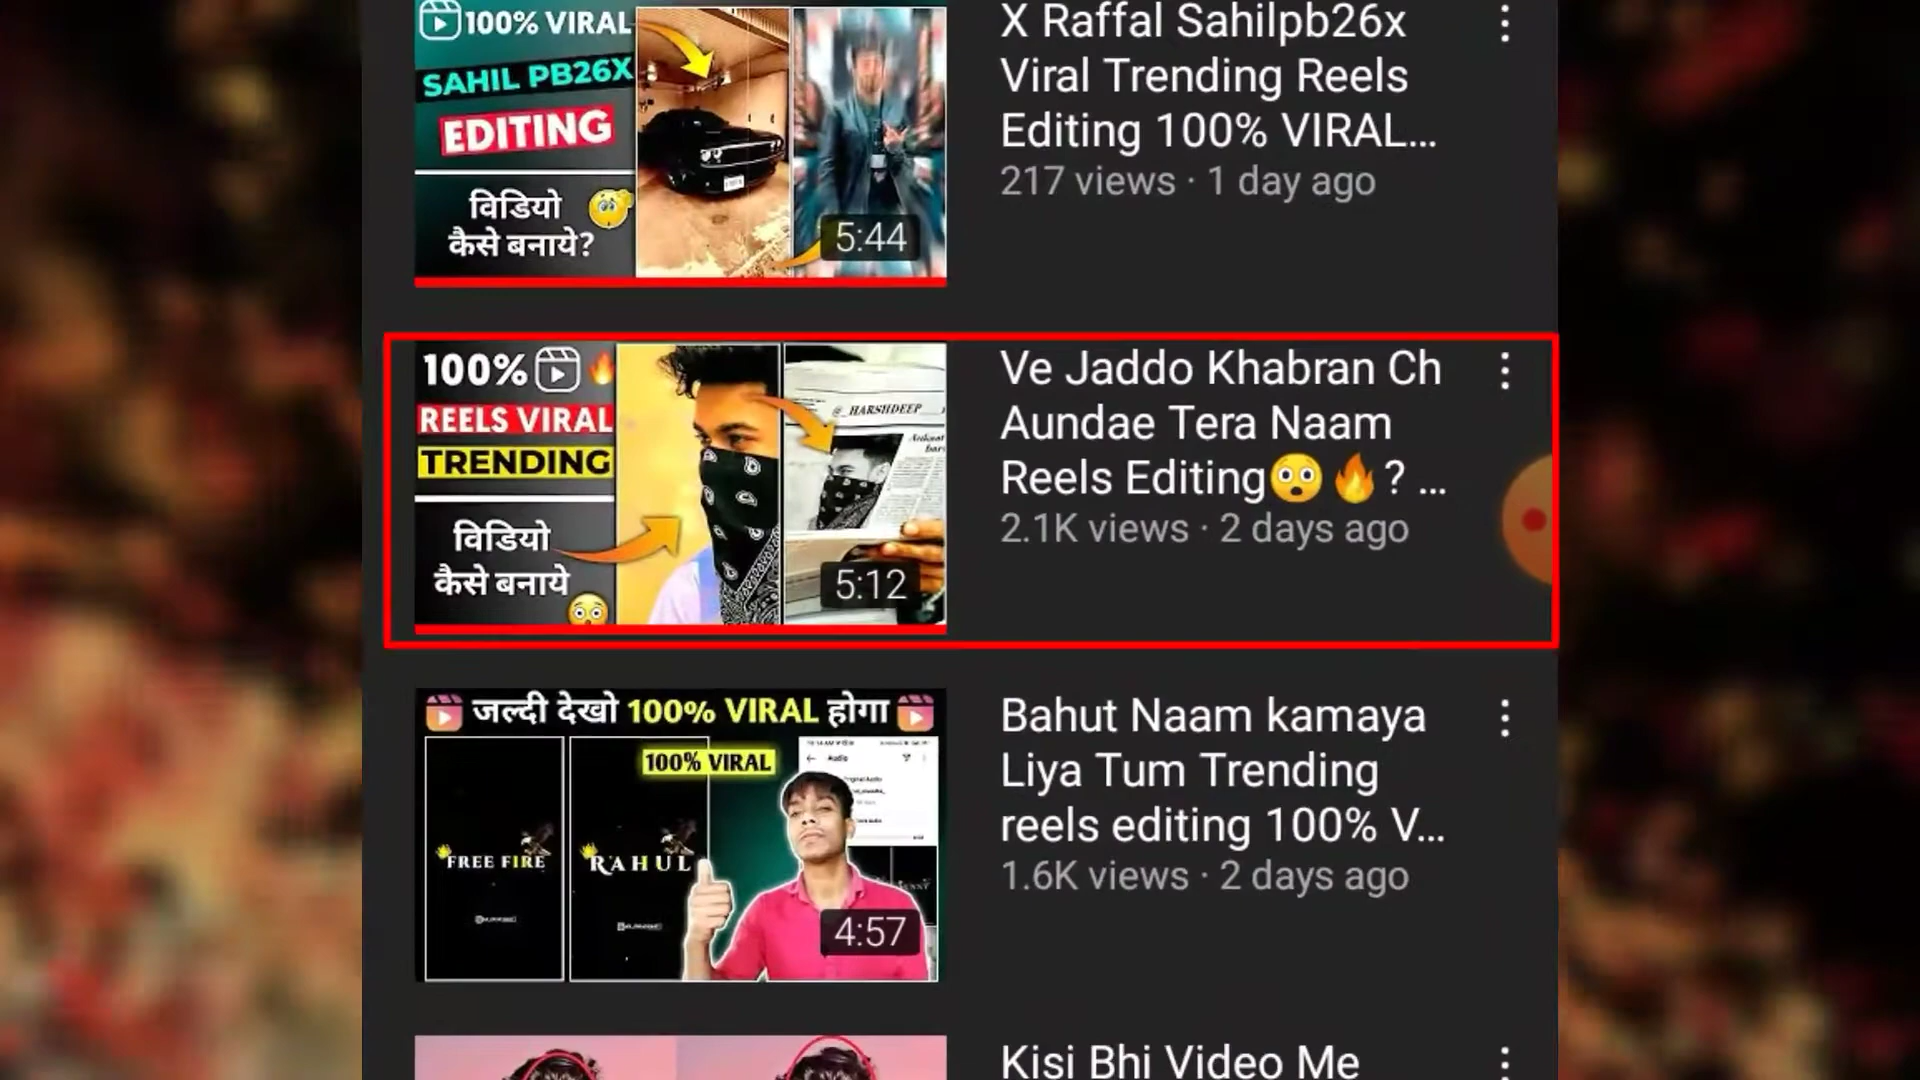 100% VIRAL
SAHIL PB26X
EDITING
विडियो
कैसे बनाये?
5:44
X Raffal Sahilpb26x
Viral Trending Reels
Editing 100% VIRAL...
217 views · 1 day ago
100%
REELS VIRAL
TRENDING
विडियो
कैसे बनाये
@_HARSHDEEP
5:12
Ve Jaddo Khabran Ch
Aundae Tera Naam
Reels Editing😲🔥? ...
2.1K views · 2 days ago
जल्दी देखो 100% VIRAL होगा
100% VIRAL
Audio
FREE FIRE
RAHUL
4:57
Bahut Naam kamaya
Liya Tum Trending
reels editing 100% V...
1.6K views · 2 days ago
Kisi Bhi Video Me